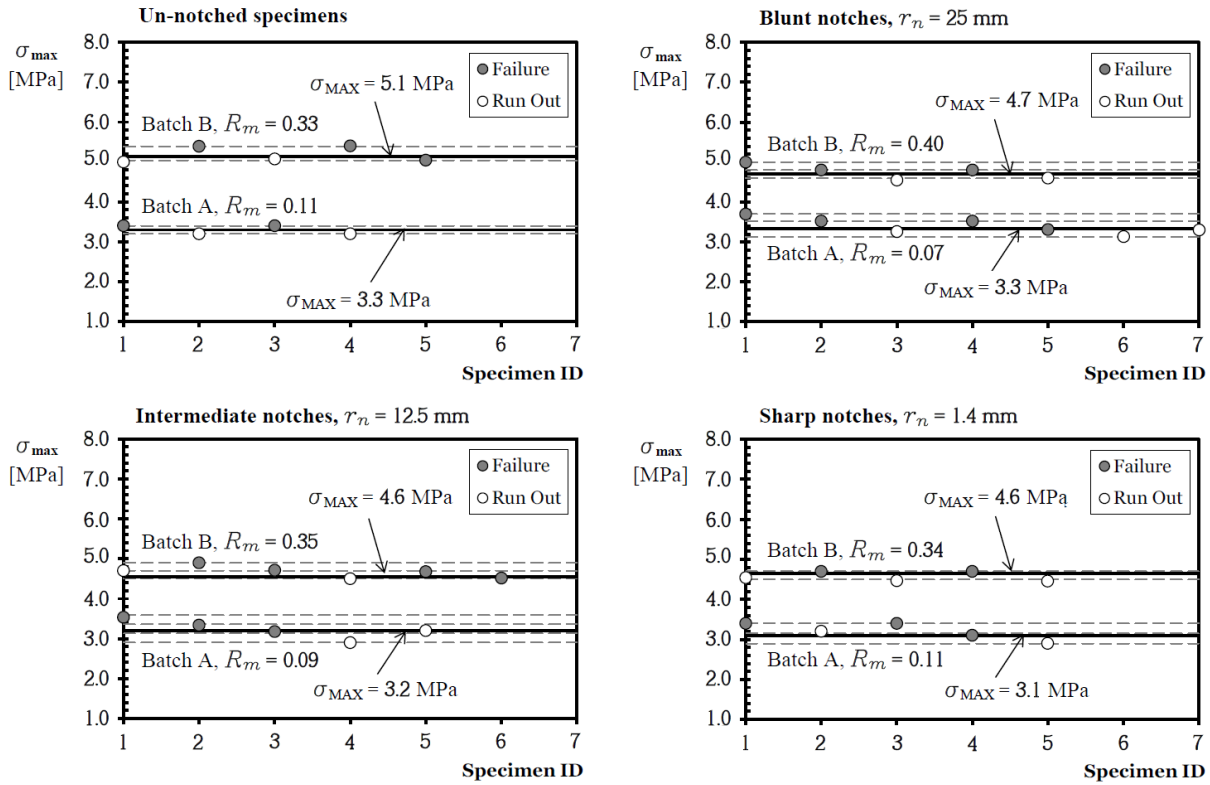 Un-notched specimens
σmax
[MPa]
8.0
7.0
6.0
5.0
4.0
3.0
2.0
1.0
Failure
Run Out
σMAX = 5.1 MPa
Batch B, Rm = 0.33
Batch A, Rm = 0.11
σMAX = 3.3 MPa
1 2 3 4 5 6 7
Specimen ID
Blunt notches, rn = 25 mm
σmax
[MPa]
8.0
7.0
6.0
5.0
4.0
3.0
2.0
1.0
Failure
Run Out
σMAX = 4.7 MPa
Batch B, Rm = 0.40
Batch A, Rm = 0.07
σMAX = 3.3 MPa
1 2 3 4 5 6 7
Specimen ID
Intermediate notches, rn = 12.5 mm
σmax
[MPa]
8.0
7.0
6.0
5.0
4.0
3.0
2.0
1.0
Failure
Run Out
σMAX = 4.6 MPa
Batch B, Rm = 0.35
Batch A, Rm = 0.09
σMAX = 3.2 MPa
1 2 3 4 5 6 7
Specimen ID
Sharp notches, rn = 1.4 mm
σmax
[MPa]
8.0
7.0
6.0
5.0
4.0
3.0
2.0
1.0
Failure
Run Out
σMAX = 4.6 MPa
Batch B, Rm = 0.34
Batch A, Rm = 0.11
σMAX = 3.1 MPa
1 2 3 4 5 6 7
Specimen ID